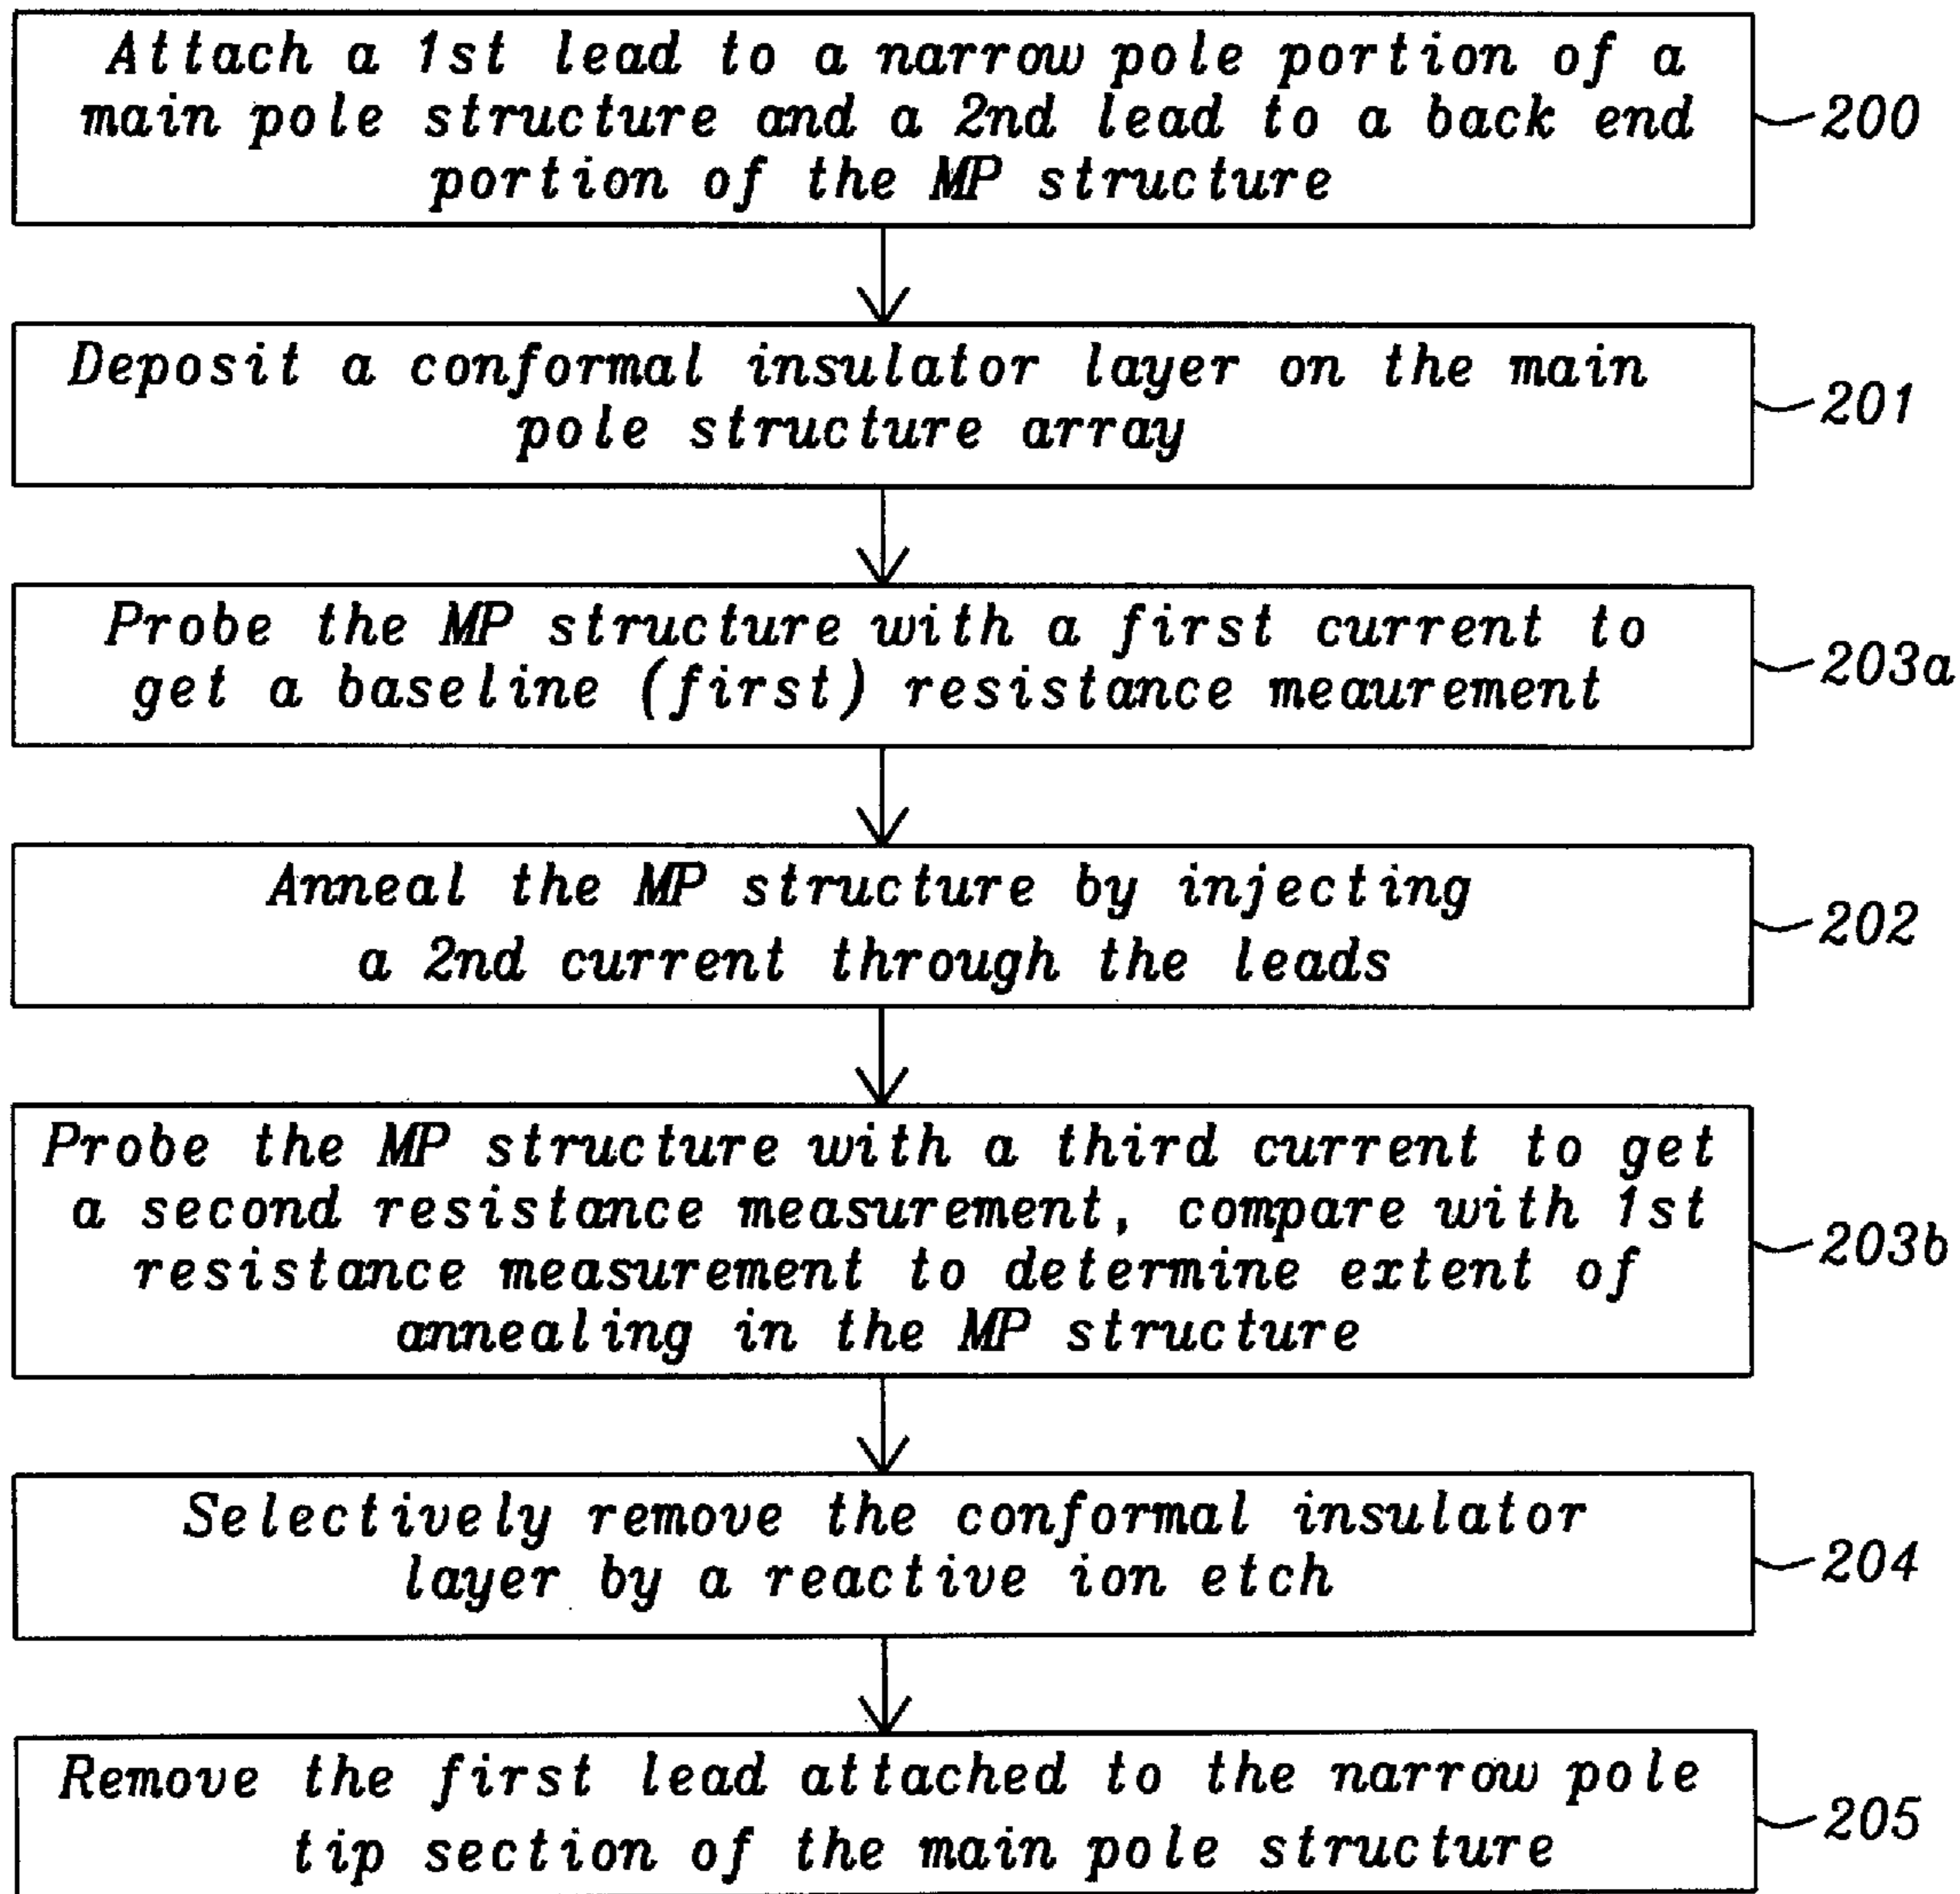 Attach a 1st lead to a narrow pole portion of a
main pole structure and a 2nd lead to a back end
portion of the MP structure
200
Deposit a conformal insulator layer on the main
pole structure array
201
Probe the MP structure with a first current to
get a baseline (first) resistance meaurement
203a
Anneal the MP structure by injecting
a 2nd current through the leads
202
Probe the MP structure with a third current to get
a second resistance measurement, compare with 1st
resistance measurement to determine extent of
annealing in the MP structure
203b
Selectively remove the conformal insulator
layer by a reactive ion etch
204
Remove the first lead attached to the narrow pole
tip section of the main pole structure
205